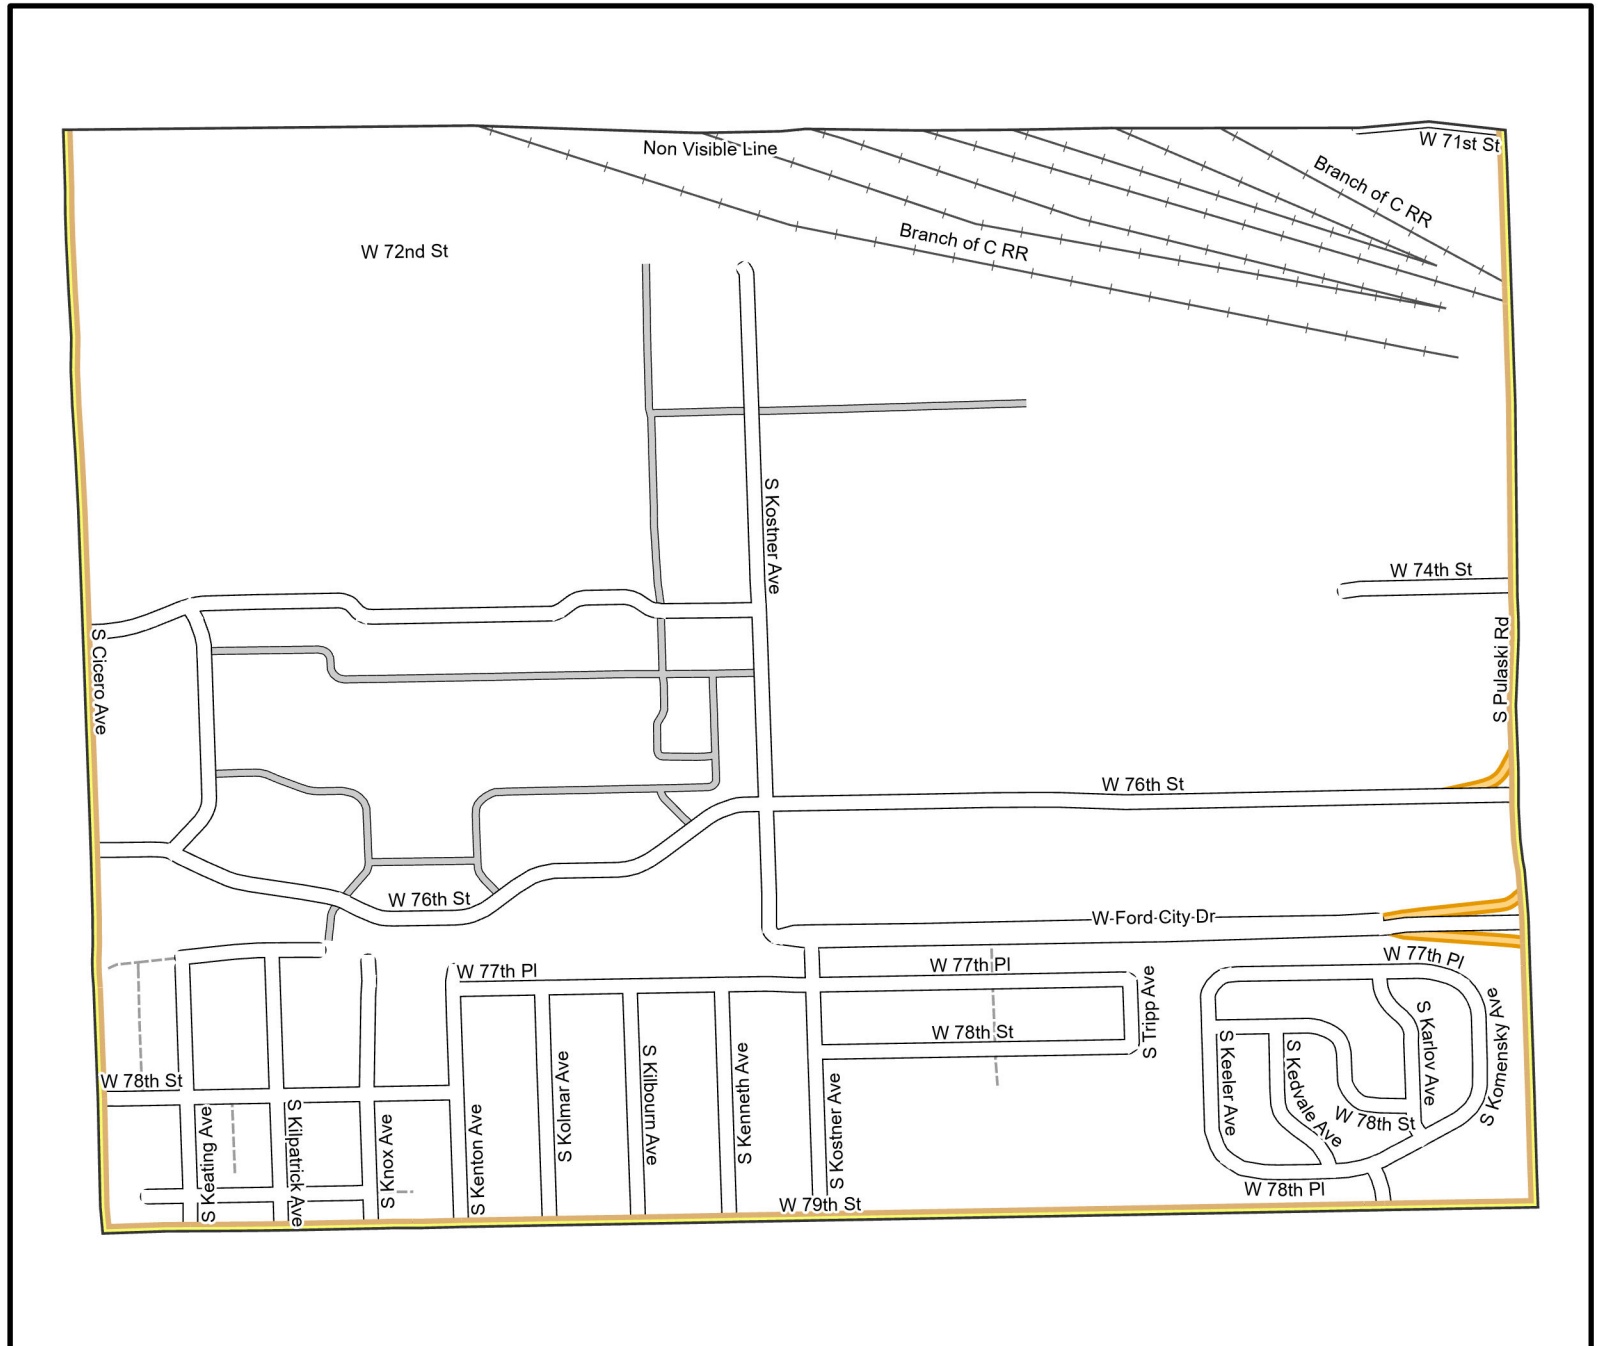 W 71st St
Non Visible Line
Branch of C RR
W 72nd St
Branch of C RR
S Kostner Ave
W 74th St
S Cicero Ave
S Pulaski Rd
W 76th St
W 76th St
W Ford City Dr
W 77th Pl
W 77th Pl
W 77th Pl
S Tripp Ave
W 78th St
S Karlov Ave
S Komensky Ave
S Keeler Ave
S Kedvale Ave
W 78th St
W 78th St
S Keating Ave
S Kilpatrick Ave
S Knox Ave
S Kenton Ave
S Kolmar Ave
S Kilbourn Ave
S Kenneth Ave
S Kostner Ave
W 78th Pl
W 79th St